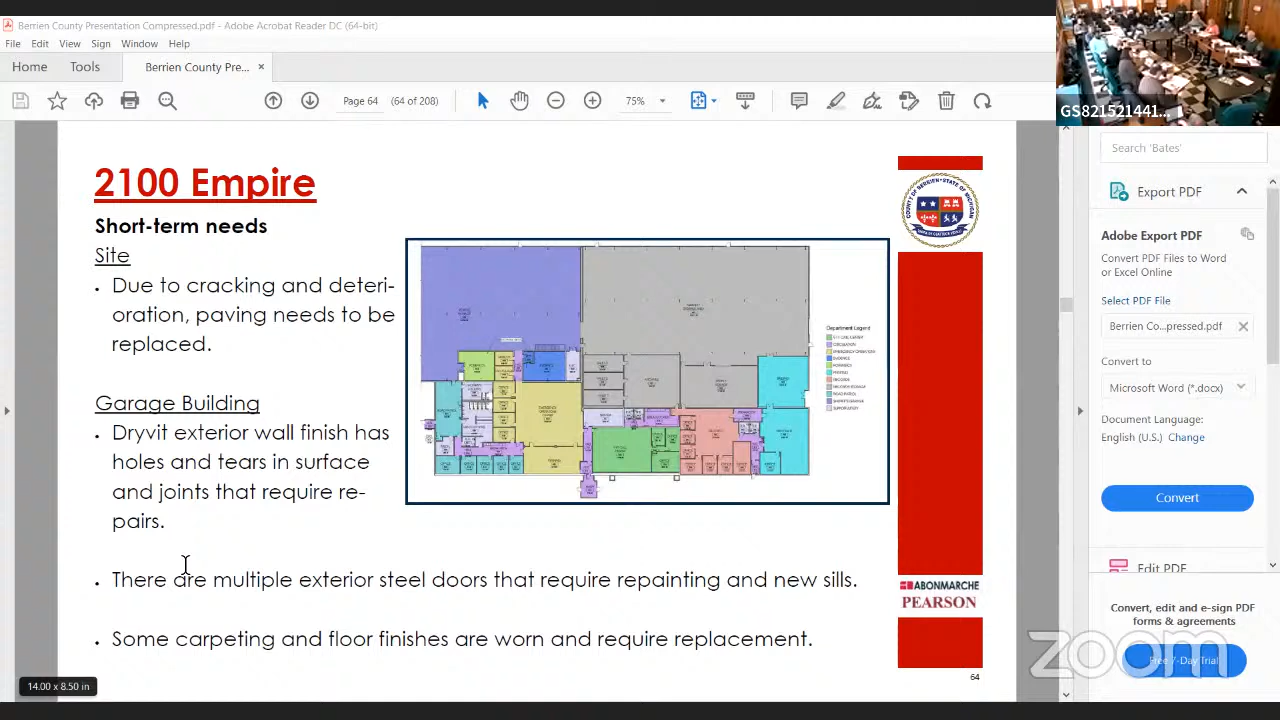 Berrien County Presentation Compressed.pdf - Adobe Acrobat Reader DC (64-bit)
File Edit View Sign Window Help
Home Tools Berrien County Pre... ×
Page 64 (64 of 208) 75%
GS821521441...
2100 Empire
Short-term needs
Site
• Due to cracking and deteri-
oration, paving needs to be
replaced.
Garage Building
• Dryvit exterior wall finish has
holes and tears in surface
and joints that require re-
pairs.
• There are multiple exterior steel doors that require repainting and new sills.
• Some carpeting and floor finishes are worn and require replacement.
Department Legend
ABONMARCHE
PEARSON
64
14.00 x 8.50 in
Search 'Bates'
Export PDF
Adobe Export PDF
Convert PDF Files to Word
or Excel Online
Select PDF File
Berrien Co...pressed.pdf
Convert to
Microsoft Word (*.docx)
Document Language:
English (U.S.) Change
Convert
Edit PDF
Convert, edit and e-sign PDF
forms & agreements
Free 7-Day Trial
zoom